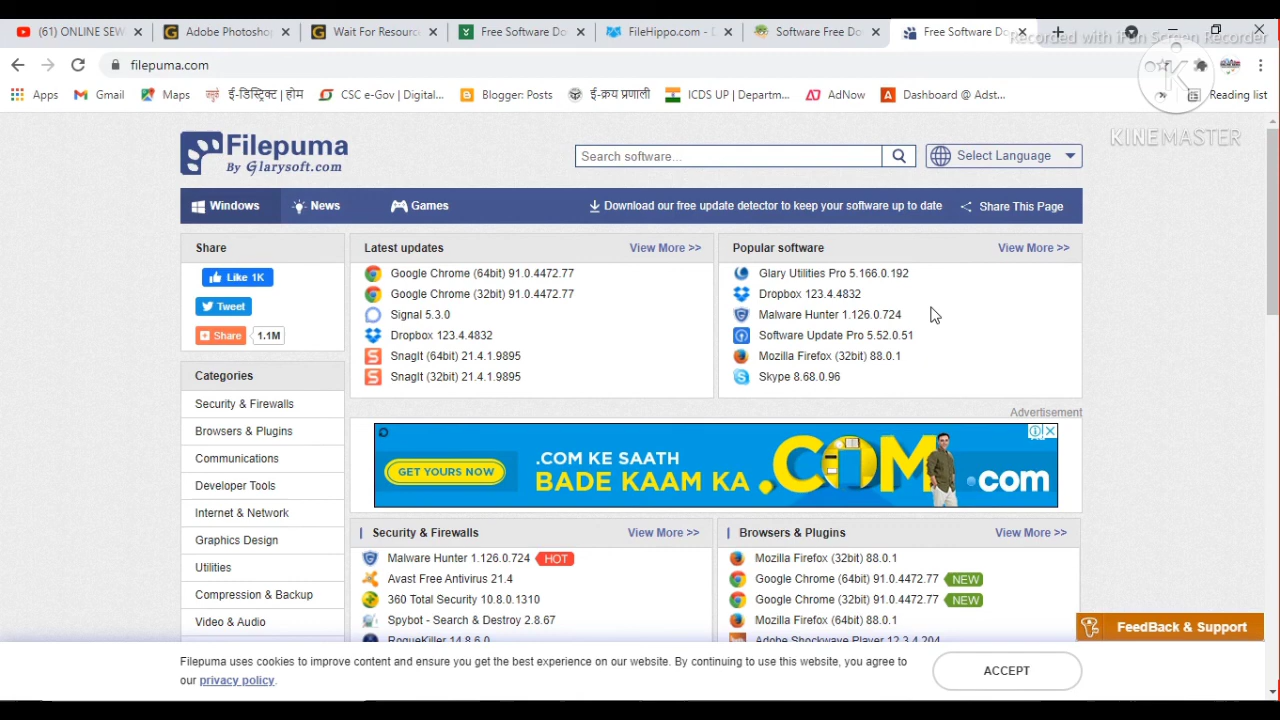 (61) ONLINE SEW
Adobe Photosho
Wait For Resourc
Free Software Do
FileHippo.com - D
Software Free Do
Free Software Do
Recorded with iFun Screen Recorder
filepuma.com
Apps
Gmail
Maps
ई-डिस्ट्रिक्ट | होम
CSC e-Gov | Digital...
Blogger: Posts
ई-क्रय प्रणाली
ICDS UP | Departm...
AdNow
Dashboard @ Adst...
Reading list
KINEMASTER
Filepuma
By Glarysoft.com
Search software...
Select Language
Windows
News
Games
Download our free update detector to keep your software up to date
Share This Page
Share
Like 1K
Tweet
Share
1.1M
Latest updates
View More >>
Google Chrome (64bit) 91.0.4472.77
Google Chrome (32bit) 91.0.4472.77
Signal 5.3.0
Dropbox 123.4.4832
SnagIt (64bit) 21.4.1.9895
SnagIt (32bit) 21.4.1.9895
Popular software
View More >>
Glary Utilities Pro 5.166.0.192
Dropbox 123.4.4832
Malware Hunter 1.126.0.724
Software Update Pro 5.52.0.51
Mozilla Firefox (32bit) 88.0.1
Skype 8.68.0.96
Categories
Security & Firewalls
Browsers & Plugins
Communications
Developer Tools
Internet & Network
Graphics Design
Utilities
Compression & Backup
Video & Audio
Advertisement
GET YOURS NOW
.COM KE SAATH
BADE KAAM KA
.COM
.com
Security & Firewalls
View More >>
Malware Hunter 1.126.0.724 HOT
Avast Free Antivirus 21.4
360 Total Security 10.8.0.1310
Spybot - Search & Destroy 2.8.67
RogueKiller 14.8.6.0
Browsers & Plugins
View More >>
Mozilla Firefox (32bit) 88.0.1
Google Chrome (64bit) 91.0.4472.77 NEW
Google Chrome (32bit) 91.0.4472.77 NEW
Mozilla Firefox (64bit) 88.0.1
Adobe Shockwave Player 12.3.4.204
FeedBack & Support
Filepuma uses cookies to improve content and ensure you get the best experience on our website. By continuing to use this website, you agree to
our privacy policy.
ACCEPT